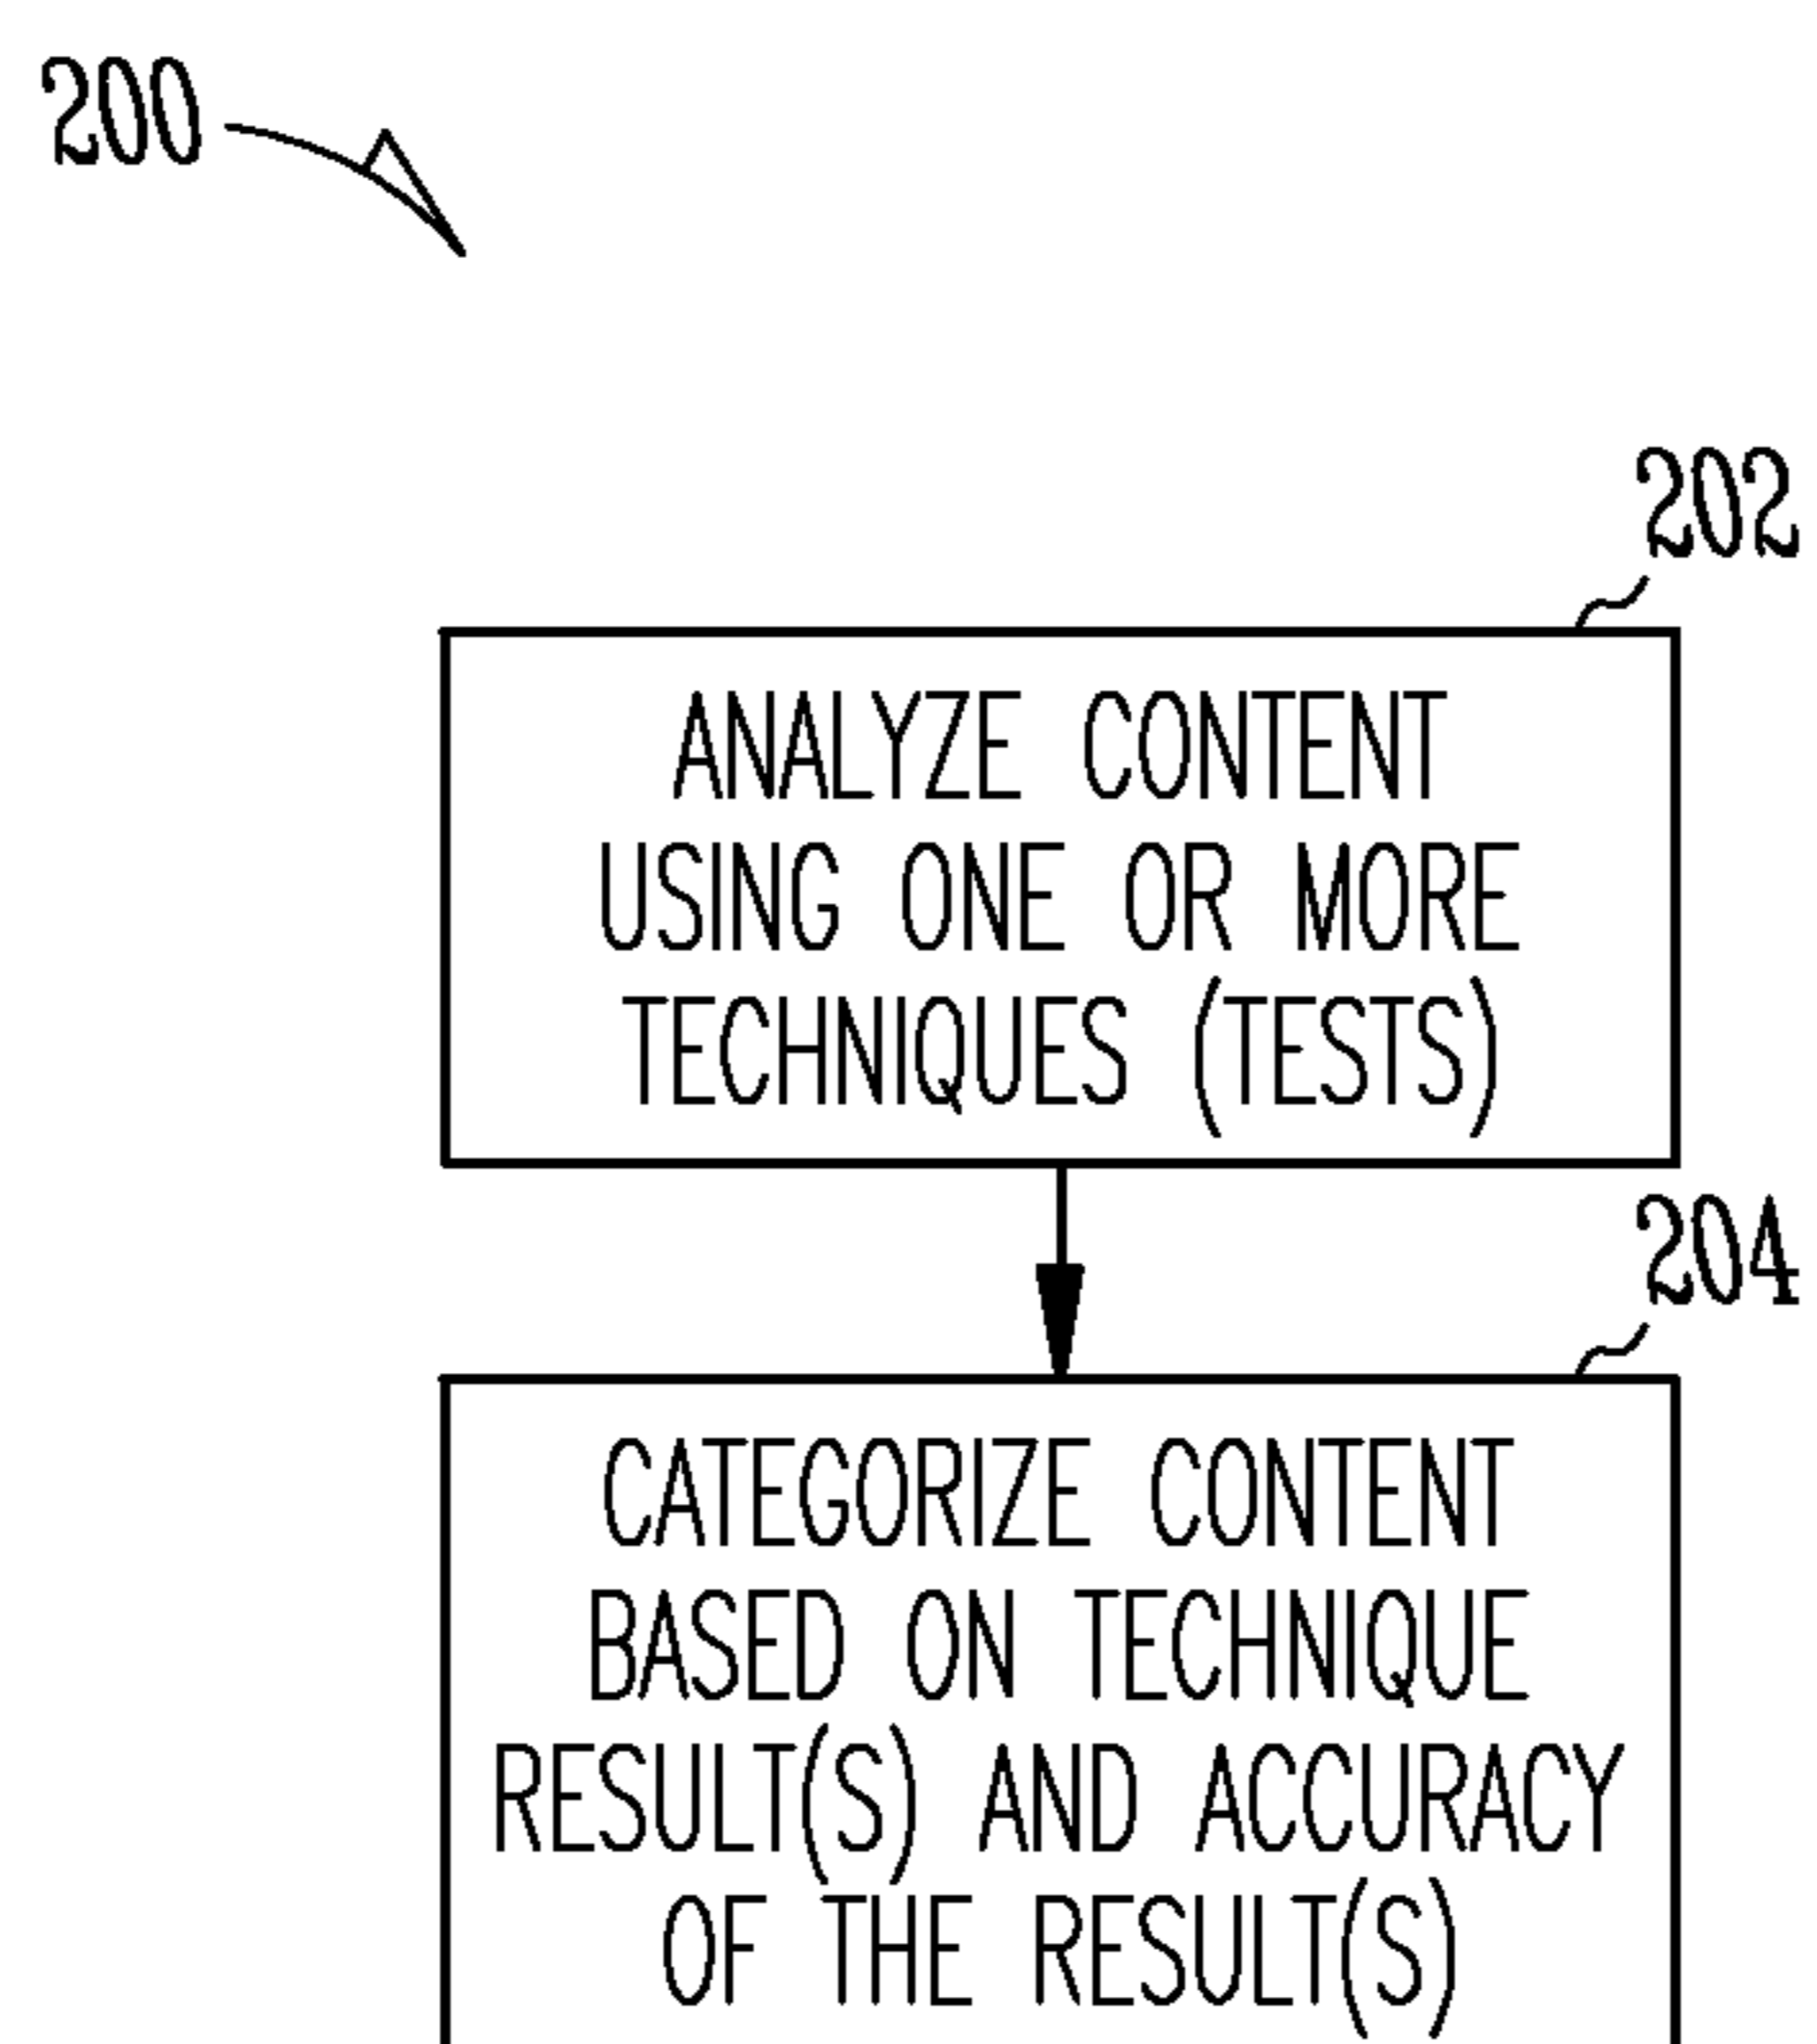 200
202
ANALYZE CONTENT
USING ONE OR MORE
TECHNIQUES (TESTS)
204
CATEGORIZE CONTENT
BASED ON TECHNIQUE
RESULT(S) AND ACCURACY
OF THE RESULT(S)